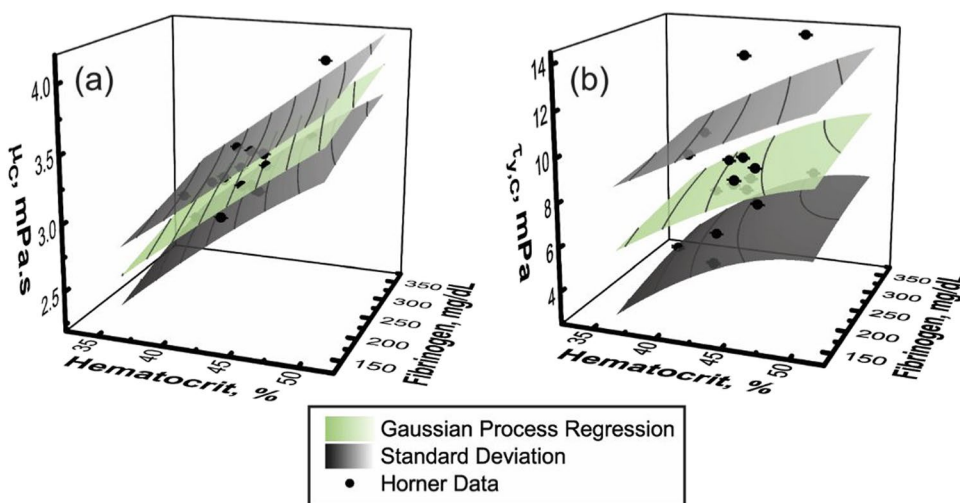 (a)
4.0
3.5
3.0
2.5
μC, mPa.s
35
40
45
50
Hematocrit, %
350
300
250
200
150
Fibrinogen, mg/dL
(b)
14
12
10
8
6
4
τy,C, mPa
35
40
45
50
Hematocrit, %
350
300
250
200
150
Fibrinogen, mg/dL
Gaussian Process Regression
Standard Deviation
Horner Data